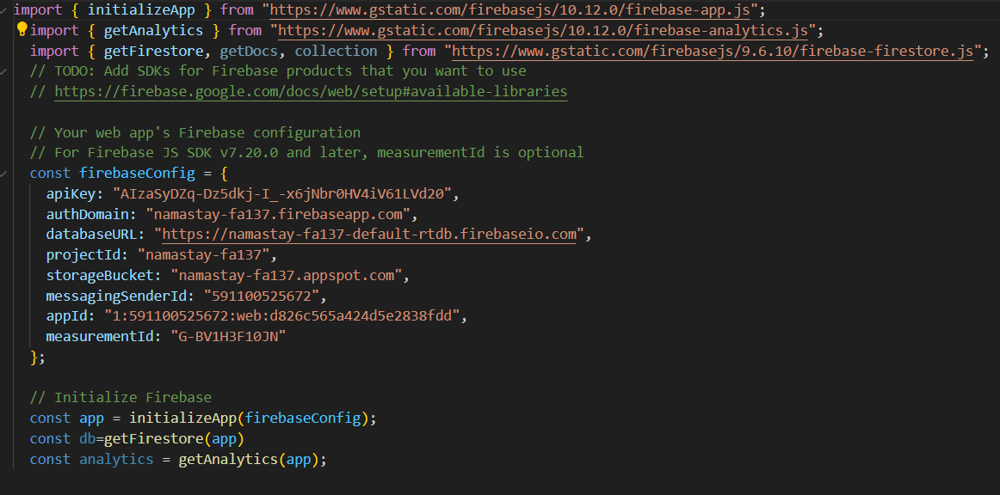 import { initializeApp } from "https://www.gstatic.com/firebasejs/10.12.0/firebase-app.js";
import { getAnalytics } from "https://www.gstatic.com/firebasejs/10.12.0/firebase-analytics.js";
import { getFirestore, getDocs, collection } from "https://www.gstatic.com/firebasejs/9.6.10/firebase-firestore.js";
// TODO: Add SDKs for Firebase products that you want to use
// https://firebase.google.com/docs/web/setup#available-libraries
// Your web app's Firebase configuration
// For Firebase JS SDK v7.20.0 and later, measurementId is optional
const firebaseConfig = {
apiKey: "AIzaSyDZq-Dz5dkj-I_-x6jNbr0HV4iV61LVd20",
authDomain: "namastay-fa137.firebaseapp.com",
databaseURL: "https://namastay-fa137-default-rtdb.firebaseio.com",
projectId: "namastay-fa137",
storageBucket: "namastay-fa137.appspot.com",
messagingSenderId: "591100525672",
appId: "1:591100525672:web:d826c565a424d5e2838fdd",
measurementId: "G-BV1H3F10JN"
};
// Initialize Firebase
const app = initializeApp(firebaseConfig);
const db=getFirestore(app)
const analytics = getAnalytics(app);